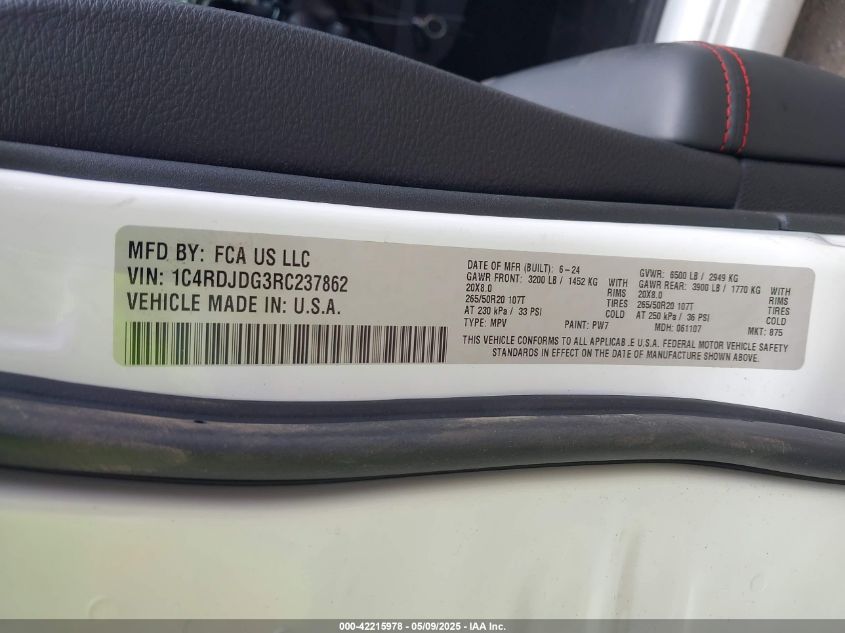 MFD BY: FCA US LLC
VIN: 1C4RDJDG3RC237862
VEHICLE MADE IN: U.S.A.
DATE OF MFR (BUILT): 6-24
GAWR FRONT: 3200 LB / 1452 KG WITH
20X8.0 RIMS
265/50R20 107T TIRES
AT 230 kPa / 33 PSI COLD
TYPE: MPV PAINT: PW7
GVWR: 6500 LB / 2949 KG
GAWR REAR: 3900 LB / 1770 KG WITH
20X8.0 RIMS
265/50R20 107T TIRES
AT 250 kPa / 36 PSI COLD
MDH: 061107 MKT: 875
THIS VEHICLE CONFORMS TO ALL APPLICAB.E U.S.A. FEDERAL MOTOR VEHICLE SAFETY
STANDARDS IN EFFECT ON THE DATE OF MANUFACTURE SHOWN ABOVE.
000-42215978 - 05/09/2025 - IAA Inc.